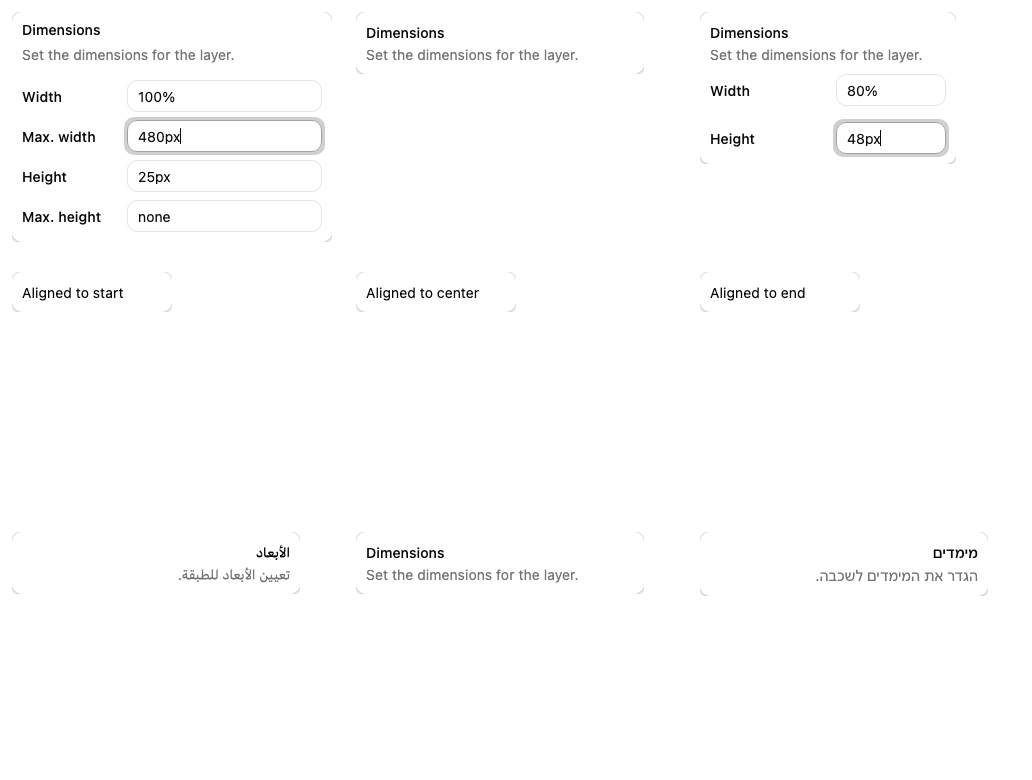 Dimensions
Set the dimensions for the layer.
Width 100%
Max. width 480px
Height 25px
Max. height none
Dimensions
Set the dimensions for the layer.
Dimensions
Set the dimensions for the layer.
Width 80%
Height 48px
Aligned to start
Aligned to center
Aligned to end
الأبعاد
تعيين الأبعاد للطبقة.
Dimensions
Set the dimensions for the layer.
מימדים
הגדר את המימדים לשכבה.